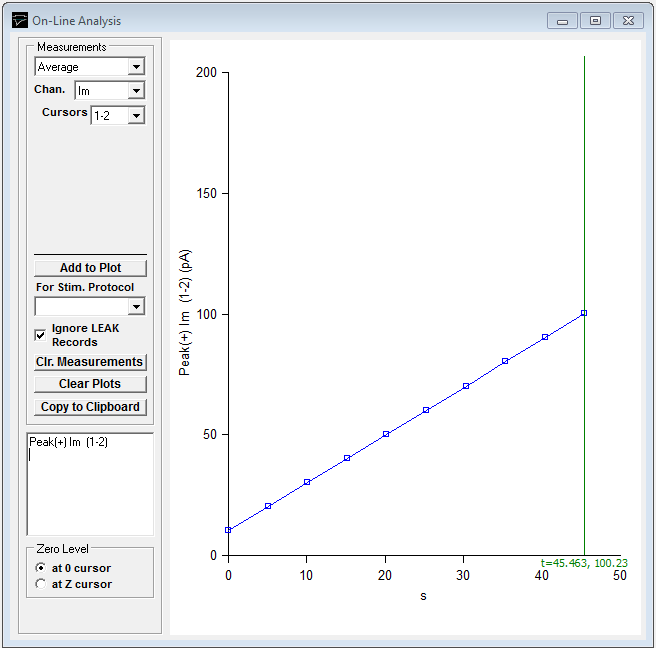 On-Line Analysis
Measurements
Average
Chan. Im
Cursors 1-2
Add to Plot
For Stim. Protocol
Ignore LEAK
Records
Clr. Measurements
Clear Plots
Copy to Clipboard
Peak(+) Im (1-2)
Zero Level
at 0 cursor
at Z cursor
Peak(+) Im (1-2) (pA)
200
150
100
50
0
t=45.463, 100.23
0 10 20 30 40 50
s